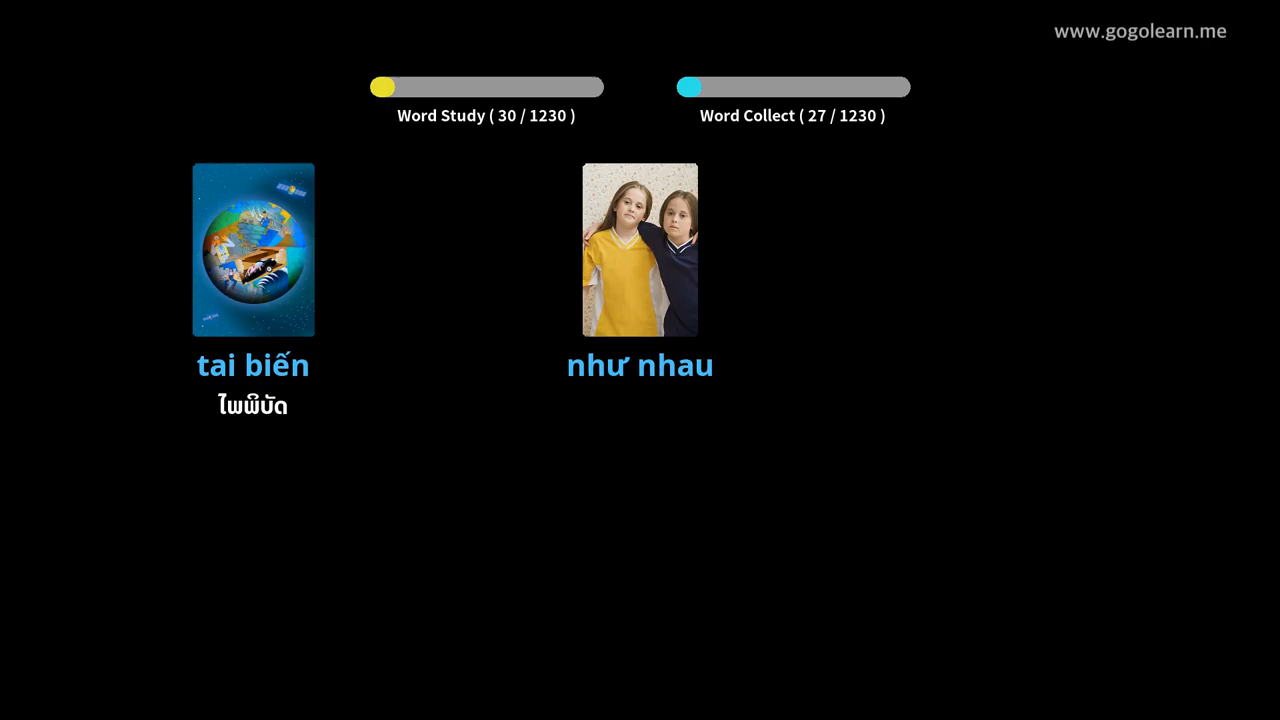 www.gogolearn.me
Word Study ( 30 / 1230 )
Word Collect ( 27 / 1230 )
tai biến
như nhau
ໄພພິບັດ